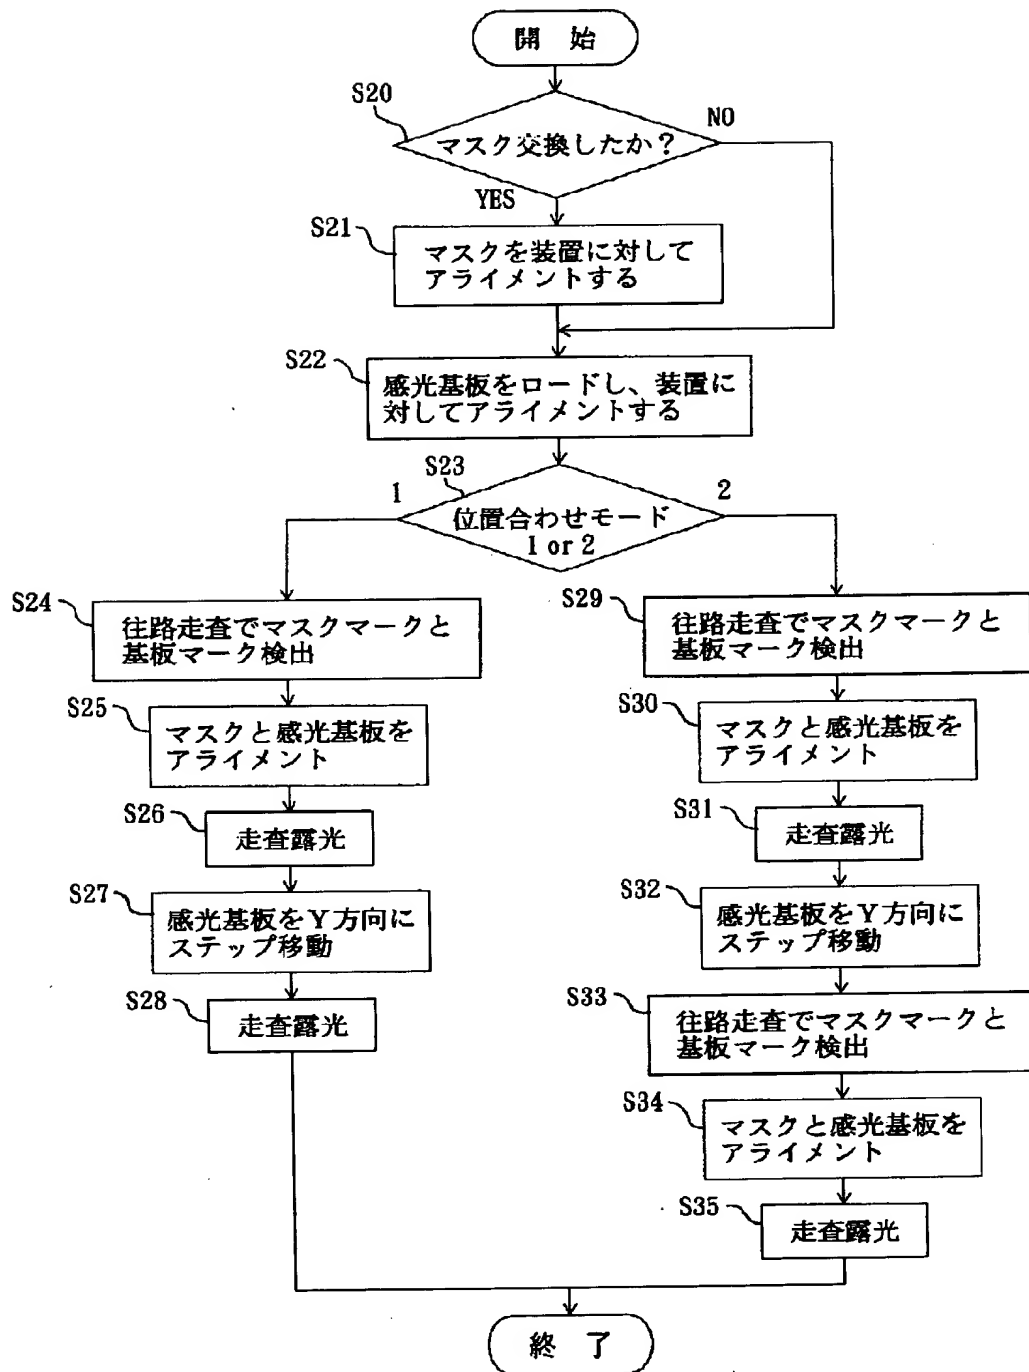 開 始
S20
マスク交換したか？
NO
YES
S21
マスクを装置に対して
アライメントする
S22
感光基板をロードし、装置に
対してアライメントする
S23
1
2
位置合わせモード
1 or 2
S24
往路走査でマスクマークと
基板マーク検出
S25
マスクと感光基板を
アライメント
S26
走査露光
S27
感光基板をY方向に
ステップ移動
S28
走査露光
S29
往路走査でマスクマークと
基板マーク検出
S30
マスクと感光基板を
アライメント
S31
走査露光
S32
感光基板をY方向に
ステップ移動
S33
往路走査でマスクマークと
基板マーク検出
S34
マスクと感光基板を
アライメント
S35
走査露光
終 了